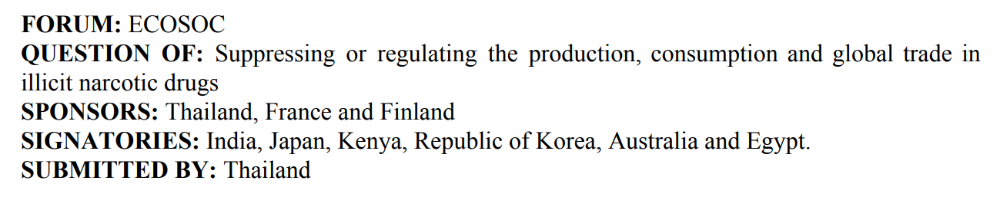 FORUM: ECOSOC
QUESTION OF: Suppressing or regulating the production, consumption and global trade in
illicit narcotic drugs
SPONSORS: Thailand, France and Finland
SIGNATORIES: India, Japan, Kenya, Republic of Korea, Australia and Egypt.
SUBMITTED BY: Thailand